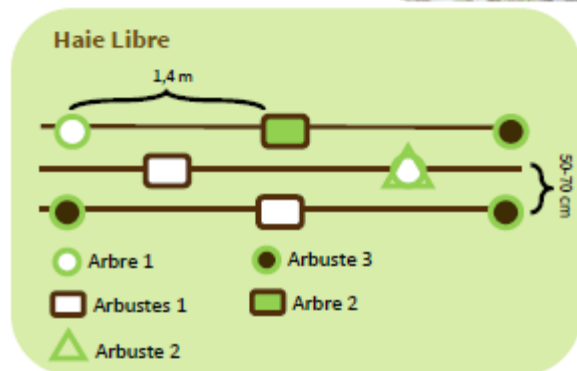 Haie Libre
1,4 m
50-70 cm
Arbre 1
Arbuste 3
Arbustes 1
Arbre 2
Arbuste 2